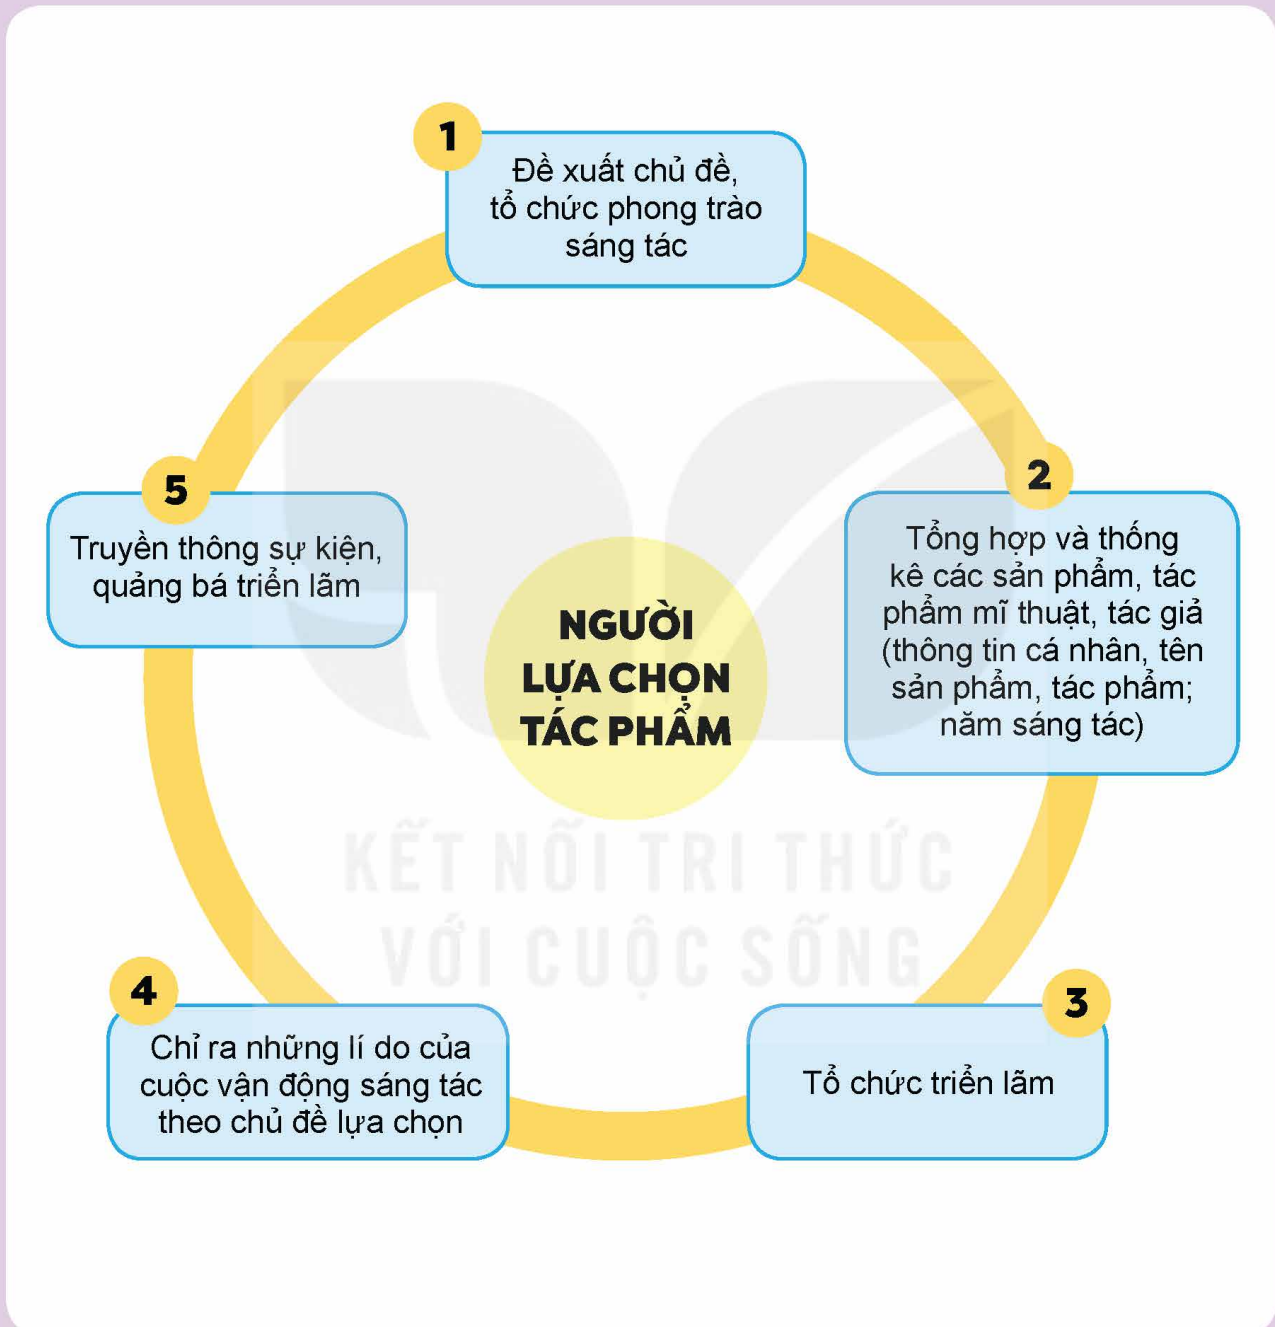 1
Đề xuất chủ đề,
tổ chức phong trào
sáng tác
2
Tổng hợp và thống
kê các sản phẩm, tác
phẩm mĩ thuật, tác giả
(thông tin cá nhân, tên
sản phẩm, tác phẩm;
năm sáng tác)
3
Tổ chức triển lãm
4
Chỉ ra những lí do của
cuộc vận động sáng tác
theo chủ đề lựa chọn
5
Truyền thông sự kiện,
quảng bá triển lãm
NGƯỜI
LỰA CHỌN
TÁC PHẨM
KẾT NỐI TRI THỨC
VỚI CUỘC SỐNG